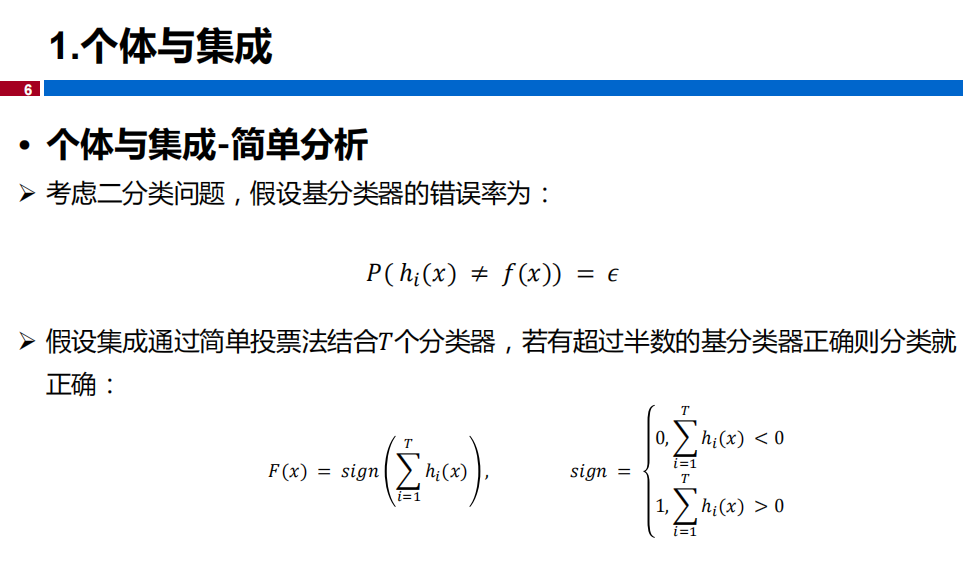 1.个体与集成
6
• 个体与集成-简单分析
➢ 考虑二分类问题，假设基分类器的错误率为：
P( h_i(x) ≠ f(x)) = ϵ
➢ 假设集成通过简单投票法结合T个分类器，若有超过半数的基分类器正确则分类就
正确：
F(x) = sign(∑_{i=1}^{T} h_i(x)), sign = { 0, ∑_{i=1}^{T} h_i(x) < 0
1, ∑_{i=1}^{T} h_i(x) > 0